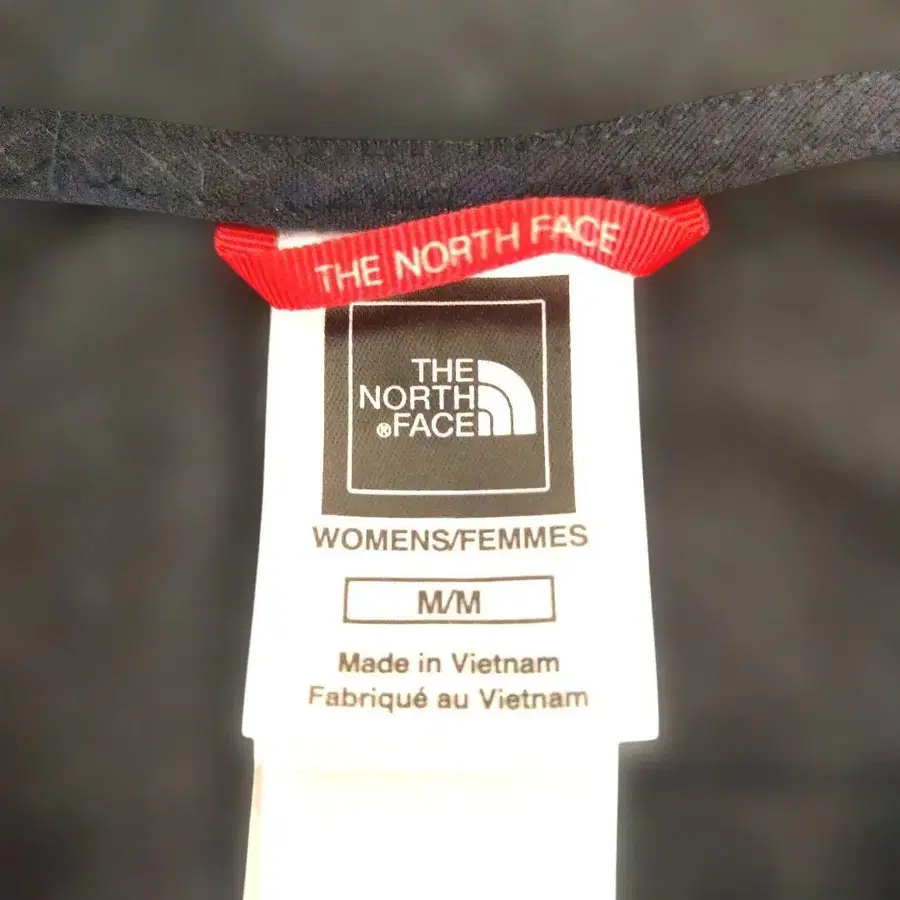 THE NORTH FACE
THE
NORTH
®FACE
WOMENS/FEMMES
M/M
Made in Vietnam
Fabriqué au Vietnam